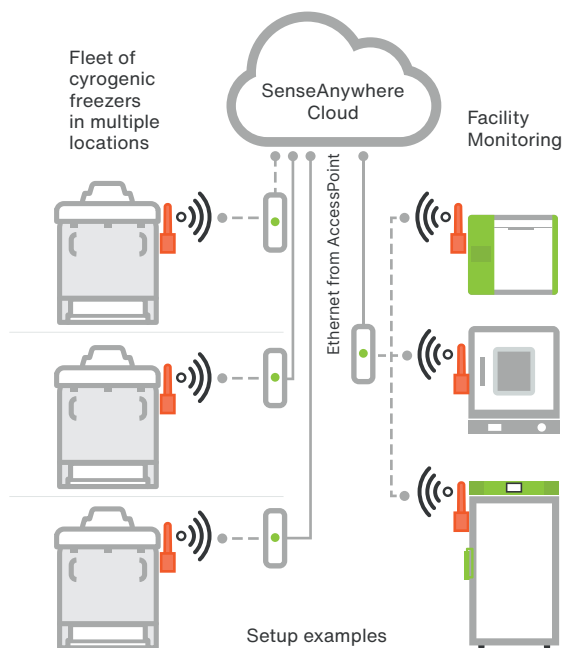 Fleet of
cyrogenic
freezers
in multiple
locations
SenseAnywhere
Cloud
Facility
Monitoring
Ethernet from AccessPoint
Setup examples